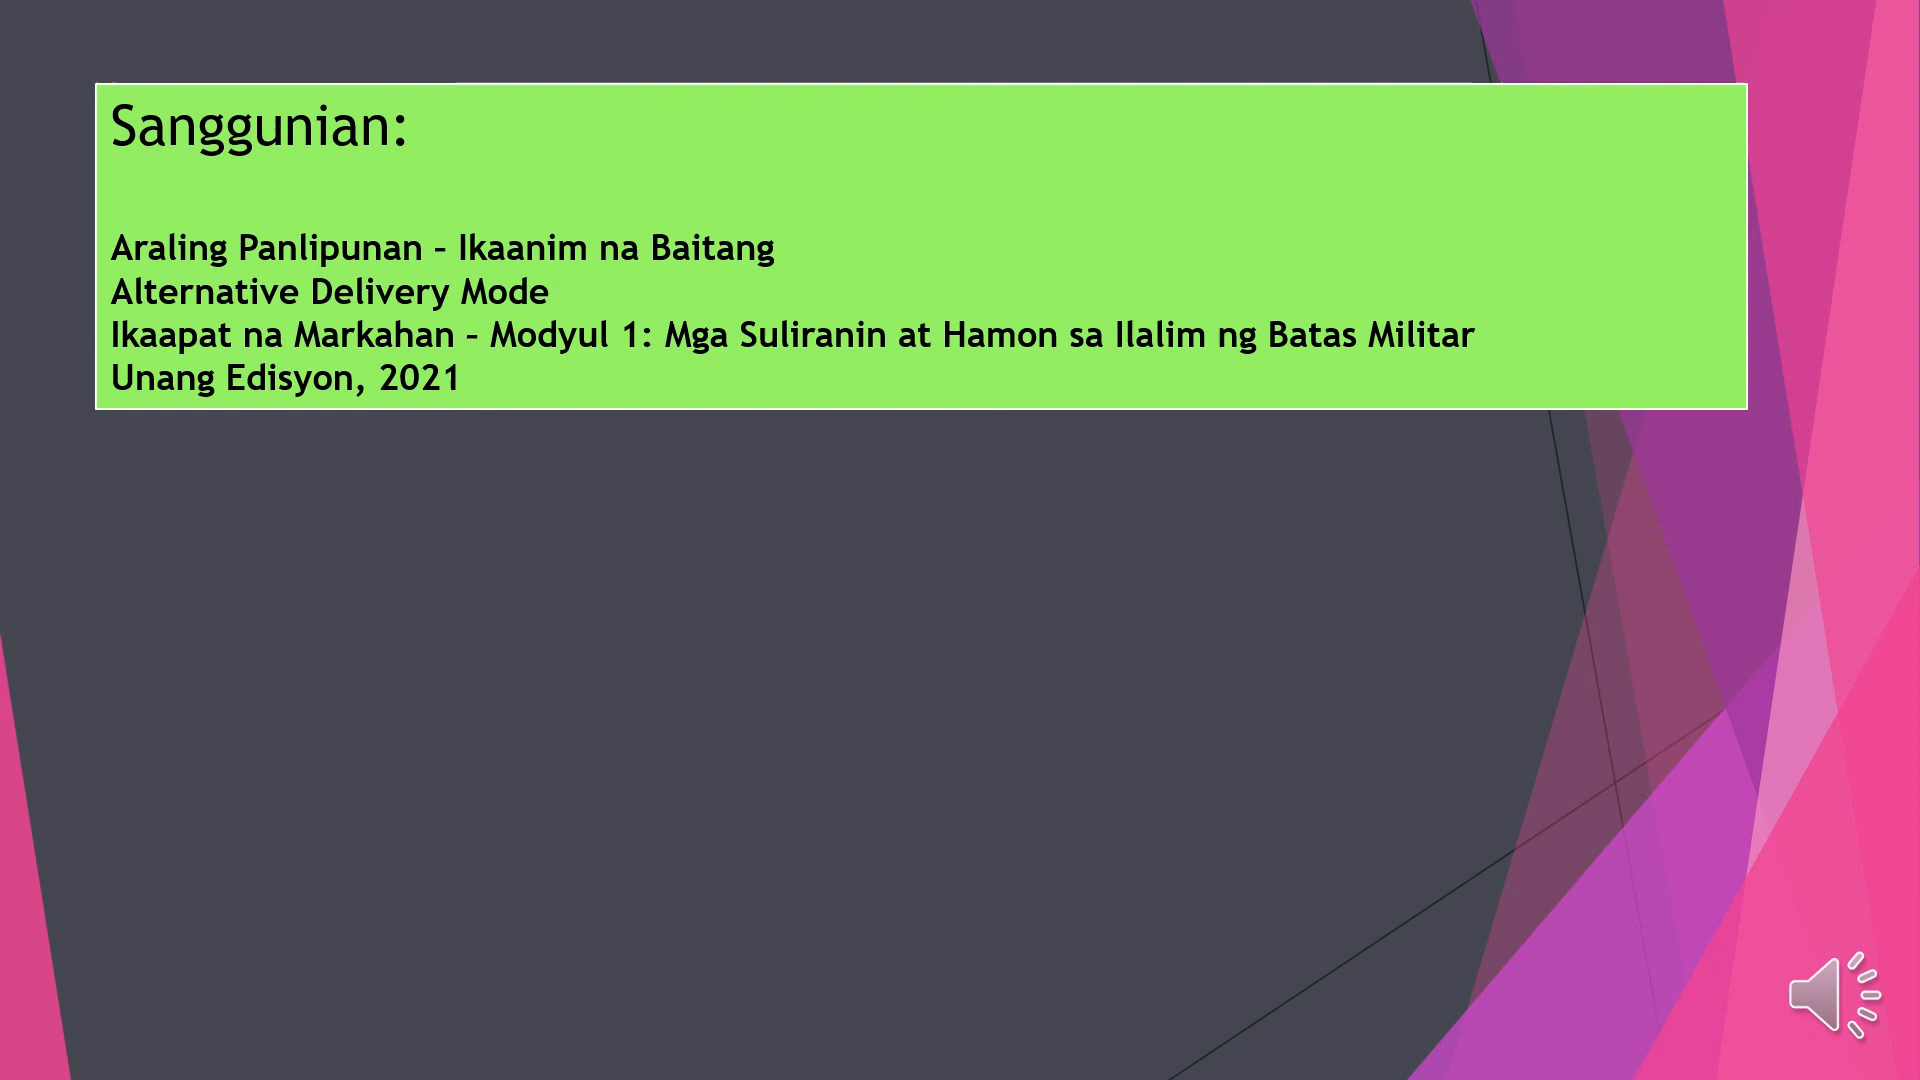 Sanggunian:
Araling Panlipunan – Ikaanim na Baitang
Alternative Delivery Mode
Ikaapat na Markahan – Modyul 1: Mga Suliranin at Hamon sa Ilalim ng Batas Militar
Unang Edisyon, 2021